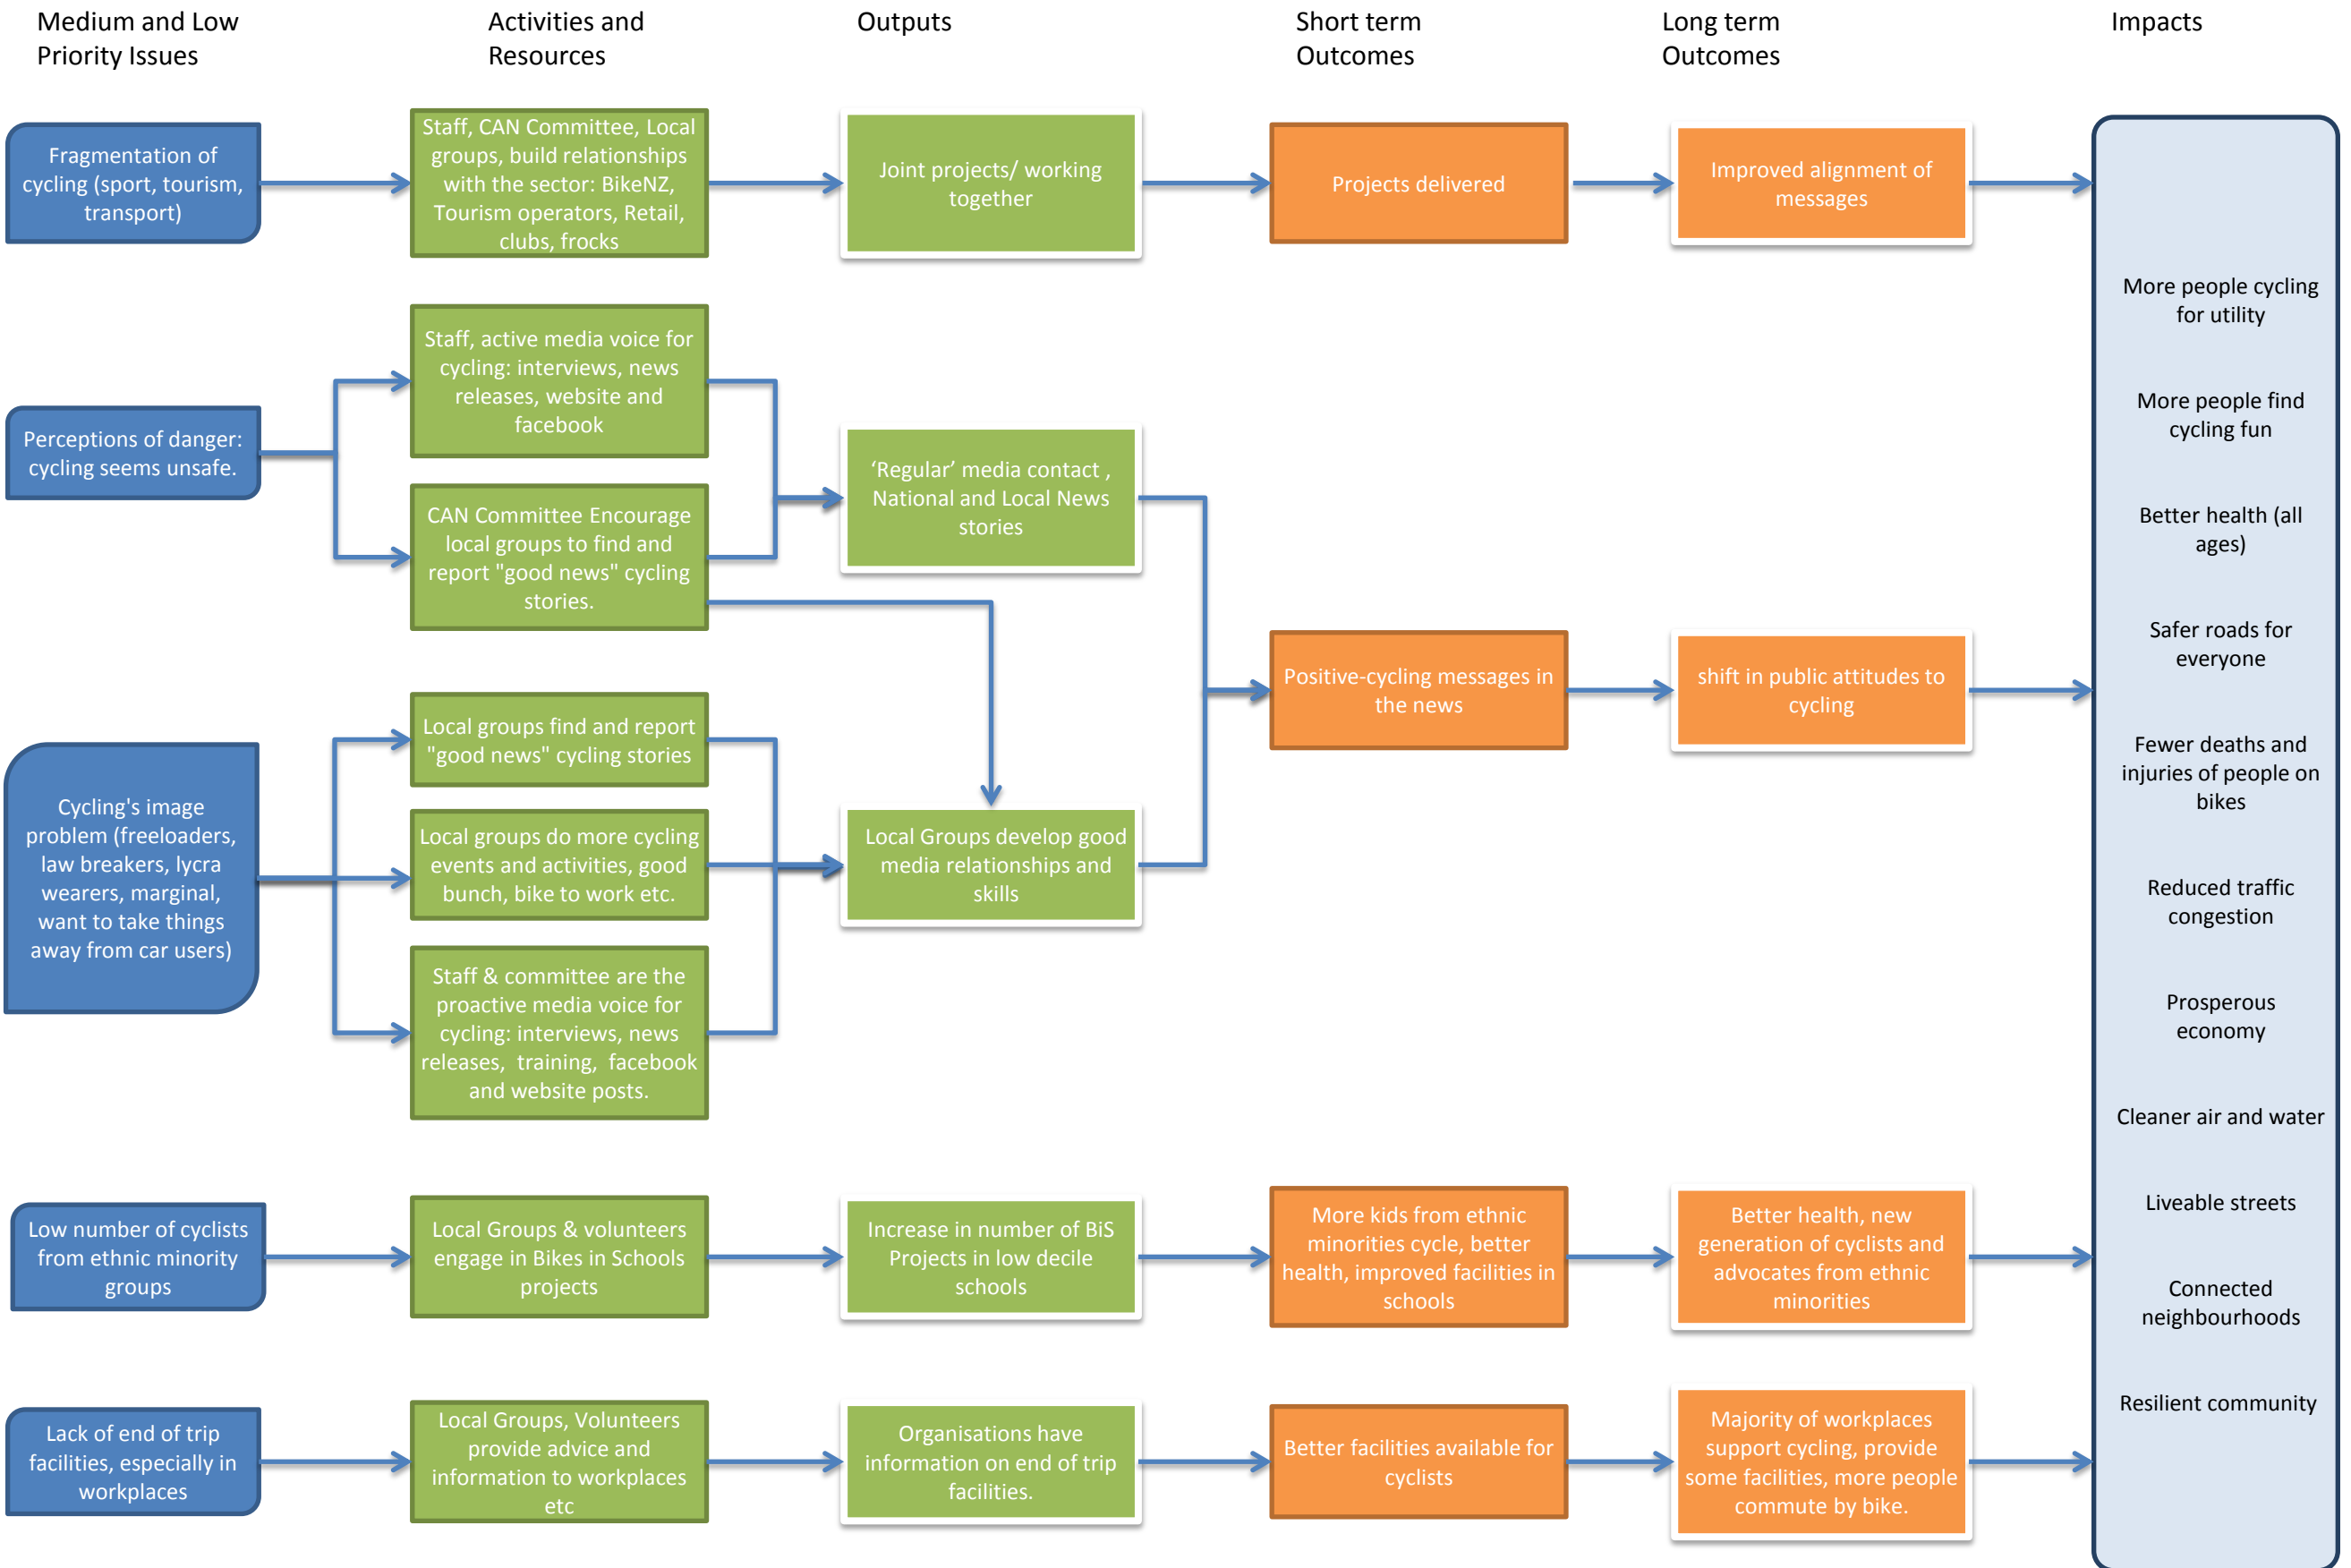 Medium and Low
Priority Issues
Activities and
Resources
Outputs
Short term
Outcomes
Long term
Outcomes
Impacts
Fragmentation of
cycling (sport, tourism,
transport)
Staff, CAN Committee, Local
groups, build relationships
with the sector: BikeNZ,
Tourism operators, Retail,
clubs, frocks
Joint projects/ working
together
Projects delivered
Improved alignment of
messages
Perceptions of danger:
cycling seems unsafe.
Staff, active media voice for
cycling: interviews, news
releases, website and
facebook
CAN Committee Encourage
local groups to find and
report "good news" cycling
stories.
‘Regular’ media contact ,
National and Local News
stories
Cycling's image
problem (freeloaders,
law breakers, lycra
wearers, marginal,
want to take things
away from car users)
Local groups find and report
"good news" cycling stories
Local groups do more cycling
events and activities, good
bunch, bike to work etc.
Staff & committee are the
proactive media voice for
cycling: interviews, news
releases, training, facebook
and website posts.
Local Groups develop good
media relationships and
skills
Positive-cycling messages in
the news
shift in public attitudes to
cycling
Low number of cyclists
from ethnic minority
groups
Local Groups & volunteers
engage in Bikes in Schools
projects
Increase in number of BiS
Projects in low decile
schools
More kids from ethnic
minorities cycle, better
health, improved facilities in
schools
Better health, new
generation of cyclists and
advocates from ethnic
minorities
Lack of end of trip
facilities, especially in
workplaces
Local Groups, Volunteers
provide advice and
information to workplaces
etc
Organisations have
information on end of trip
facilities.
Better facilities available for
cyclists
Majority of workplaces
support cycling, provide
some facilities, more people
commute by bike.
More people cycling
for utility
More people find
cycling fun
Better health (all
ages)
Safer roads for
everyone
Fewer deaths and
injuries of people on
bikes
Reduced traffic
congestion
Prosperous
economy
Cleaner air and water
Liveable streets
Connected
neighbourhoods
Resilient community